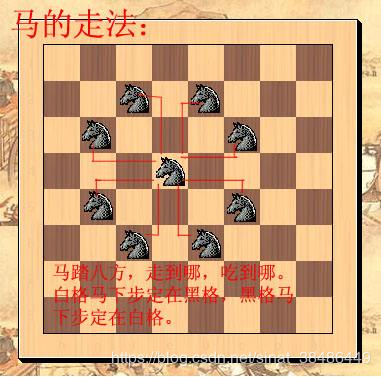 马的走法：
马踏八方，走到哪，吃到哪。
白格马下步定在黑格，黑格马
下步定在白格。
https://blog.csdn.net/sinat_38486449